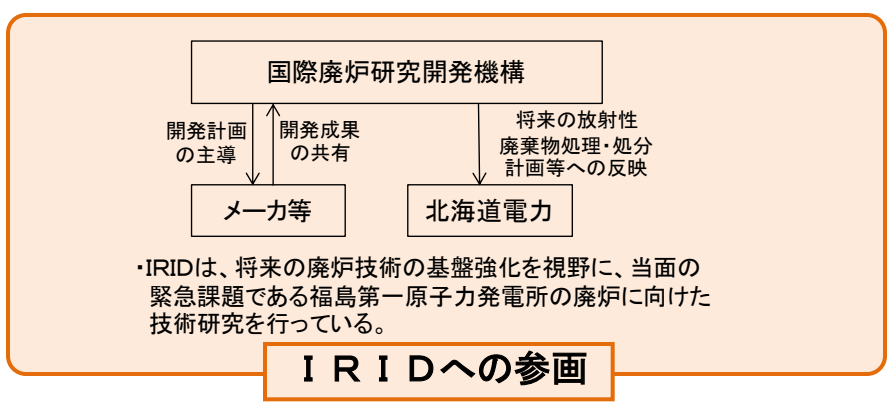 国際廃炉研究開発機構
開発計画
の主導
開発成果
の共有
将来の放射性
廃棄物処理・処分
計画等への反映
メーカ等
北海道電力
・IRIDは、将来の廃炉技術の基盤強化を視野に、当面の
緊急課題である福島第一原子力発電所の廃炉に向けた
技術研究を行っている。
ＩＲＩＤへの参画